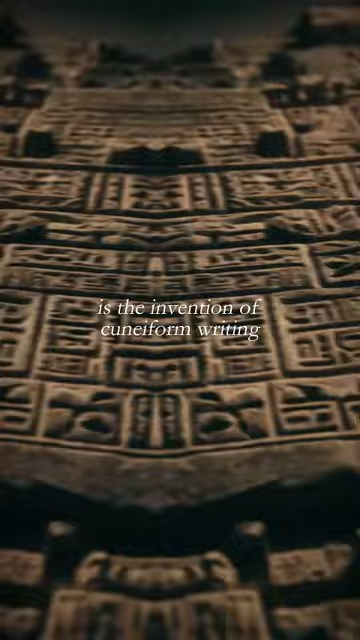 is the invention of
cuneiform writing